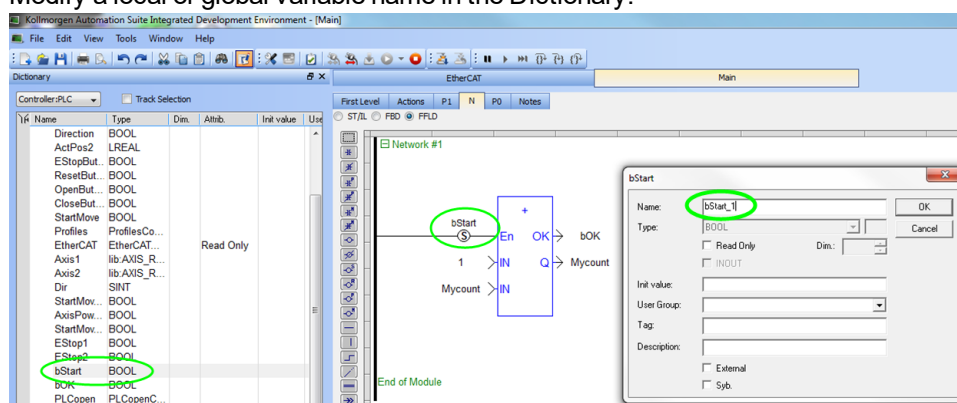 Modify a local or global variable name in the Dictionary.
Kollmorgen Automation Suite Integrated Development Environment - [Main]
File Edit View Tools Window Help
Dictionary
EtherCAT Main
Controller:PLC Track Selection
First Level Actions P1 N P0 Notes
Name Type Dim. Attrib. Init value Use
ST/IL FBD FFLD
Direction BOOL
ActPos2 LREAL
EStopBut... BOOL
ResetBut... BOOL
OpenBut... BOOL
CloseBut... BOOL
StartMove BOOL
Profiles ProfilesCo...
EtherCAT EtherCAT... Read Only
Axis1 lib:AXIS_R...
Axis2 lib:AXIS_R...
Dir SINT
StartMov... BOOL
AxisPow... BOOL
StartMov... BOOL
EStop1 BOOL
EStop2 BOOL
bStart BOOL
bOK BOOL
PLCopen PLCopenC...
Network #1
bStart
S
+
En OK bOK
1 IN Q Mycount
Mycount IN
End of Module
bStart
Name: bStart_1 OK
Type: BOOL Cancel
Read Only Dim.:
INOUT
Init value:
User Group:
Tag:
Description:
External
Syb.